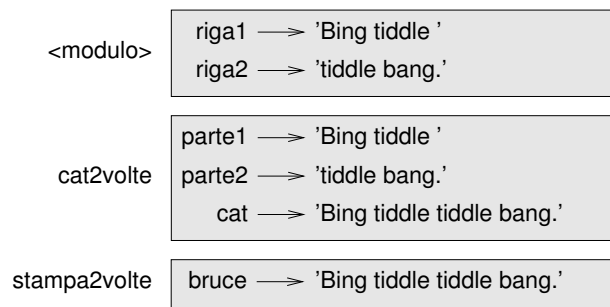 <modulo>
riga1 ’Bing tiddle ’
riga2 ’tiddle bang.’
cat2volte
parte1 ’Bing tiddle ’
parte2 ’tiddle bang.’
cat ’Bing tiddle tiddle bang.’
stampa2volte
bruce ’Bing tiddle tiddle bang.’